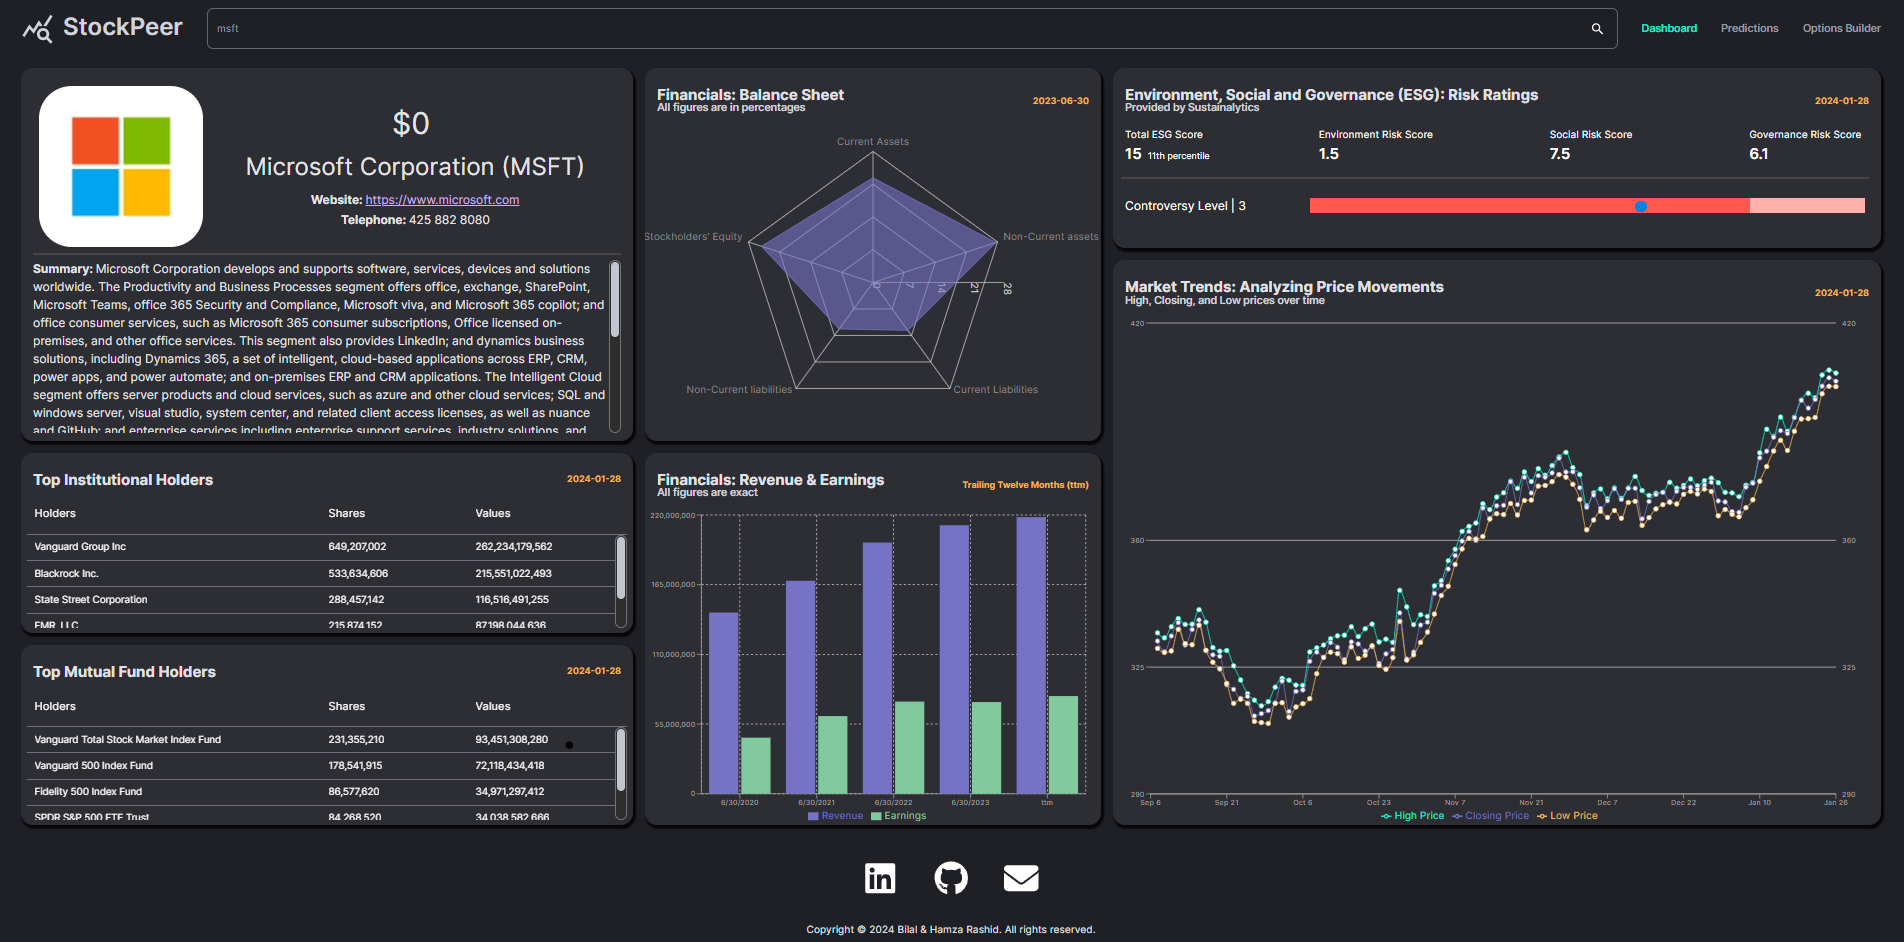 StockPeer
msft
Dashboard
Predictions
Options Builder
$0
Microsoft Corporation (MSFT)
Website: https://www.microsoft.com
Telephone: 425 882 8080
Summary: Microsoft Corporation develops and supports software, services, devices and solutions
worldwide. The Productivity and Business Processes segment offers office, exchange, SharePoint,
Microsoft Teams, office 365 Security and Compliance, Microsoft viva, and Microsoft 365 copilot; and
office consumer services, such as Microsoft 365 consumer subscriptions, Office licensed on-
premises, and other office services. This segment also provides LinkedIn; and dynamics business
solutions, including Dynamics 365, a set of intelligent, cloud-based applications across ERP, CRM,
power apps, and power automate; and on-premises ERP and CRM applications. The Intelligent Cloud
segment offers server products and cloud services, such as azure and other cloud services; SQL and
windows server, visual studio, system center, and related client access licenses, as well as nuance
and GitHub; and enterprise services including enterprise support services, industry solutions, and
Top Institutional Holders
2024-01-28
Holders Shares Values
Vanguard Group Inc 649,207,002 262,234,179,562
Blackrock Inc. 533,634,606 215,551,022,493
State Street Corporation 288,457,142 116,516,491,255
FMR, LLC 215,874,152 87,198,044,636
Top Mutual Fund Holders
2024-01-28
Holders Shares Values
Vanguard Total Stock Market Index Fund 231,355,210 93,451,308,280
Vanguard 500 Index Fund 178,541,915 72,118,434,418
Fidelity 500 Index Fund 86,577,620 34,971,297,412
SPDR S&P 500 ETF Trust 84,268,520 34,038,582,666
Financials: Balance Sheet
All figures are in percentages
2023-06-30
Current Assets
Stockholders' Equity
Non-Current assets
0 7 14 21 28
Non-Current liabilities
Current Liabilities
Financials: Revenue & Earnings
All figures are exact
Trailing Twelve Months (ttm)
220,000,000
165,000,000
110,000,000
55,000,000
0
6/30/2020 6/30/2021 6/30/2022 6/30/2023 ttm
Revenue Earnings
Environment, Social and Governance (ESG): Risk Ratings
Provided by Sustainalytics
2024-01-28
Total ESG Score Environment Risk Score Social Risk Score Governance Risk Score
15 11th percentile 1.5 7.5 6.1
Controversy Level | 3
Market Trends: Analyzing Price Movements
High, Closing, and Low prices over time
2024-01-28
420 420
360 360
325 325
290 290
Sep 6 Sep 21 Oct 6 Oct 23 Nov 7 Nov 21 Dec 7 Dec 22 Jan 10 Jan 26
High Price Closing Price Low Price
in
Copyright © 2024 Bilal & Hamza Rashid. All rights reserved.